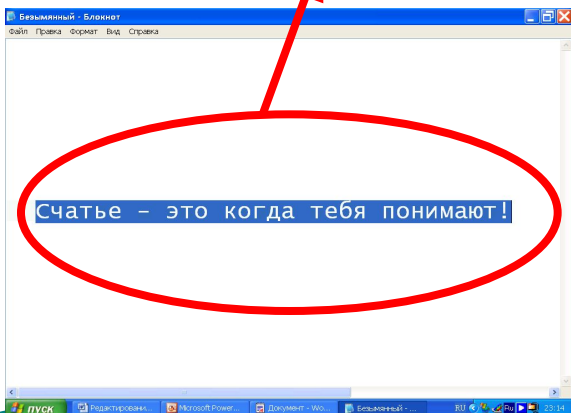 Безымянный - Блокнот
Файл Правка Формат Вид Справка
Счатье - это когда тебя понимают!
пуск Редактировани... Microsoft Power... Документ - Wo... Безымянный - ... RU Ru 23:14